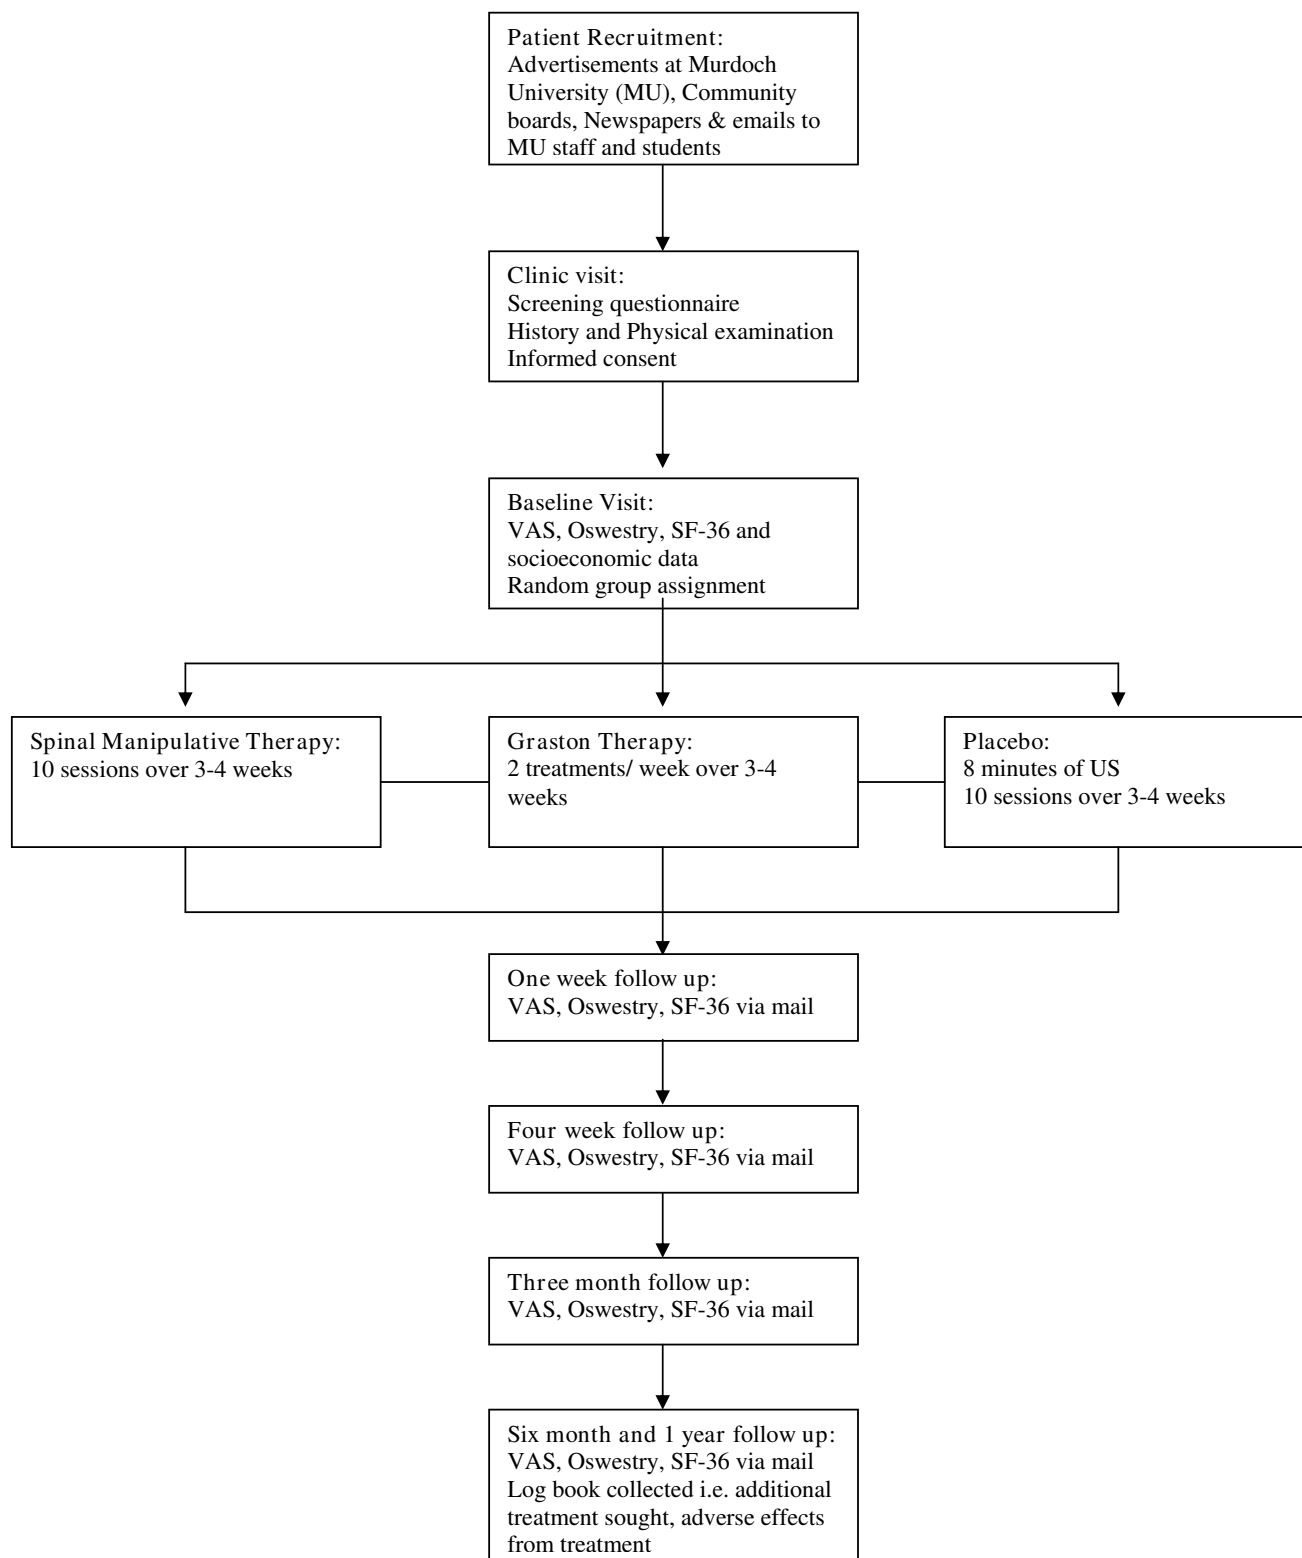 Patient Recruitment:
Advertisements at Murdoch
University (MU), Community
boards, Newspapers & emails to
MU staff and students
Clinic visit:
Screening questionnaire
History and Physical examination
Informed consent
Baseline Visit:
VAS, Oswestry, SF-36 and
socioeconomic data
Random group assignment
Spinal Manipulative Therapy:
10 sessions over 3-4 weeks
Graston Therapy:
2 treatments/ week over 3-4
weeks
Placebo:
8 minutes of US
10 sessions over 3-4 weeks
One week follow up:
VAS, Oswestry, SF-36 via mail
Four week follow up:
VAS, Oswestry, SF-36 via mail
Three month follow up:
VAS, Oswestry, SF-36 via mail
Six month and 1 year follow up:
VAS, Oswestry, SF-36 via mail
Log book collected i.e. additional
treatment sought, adverse effects
from treatment